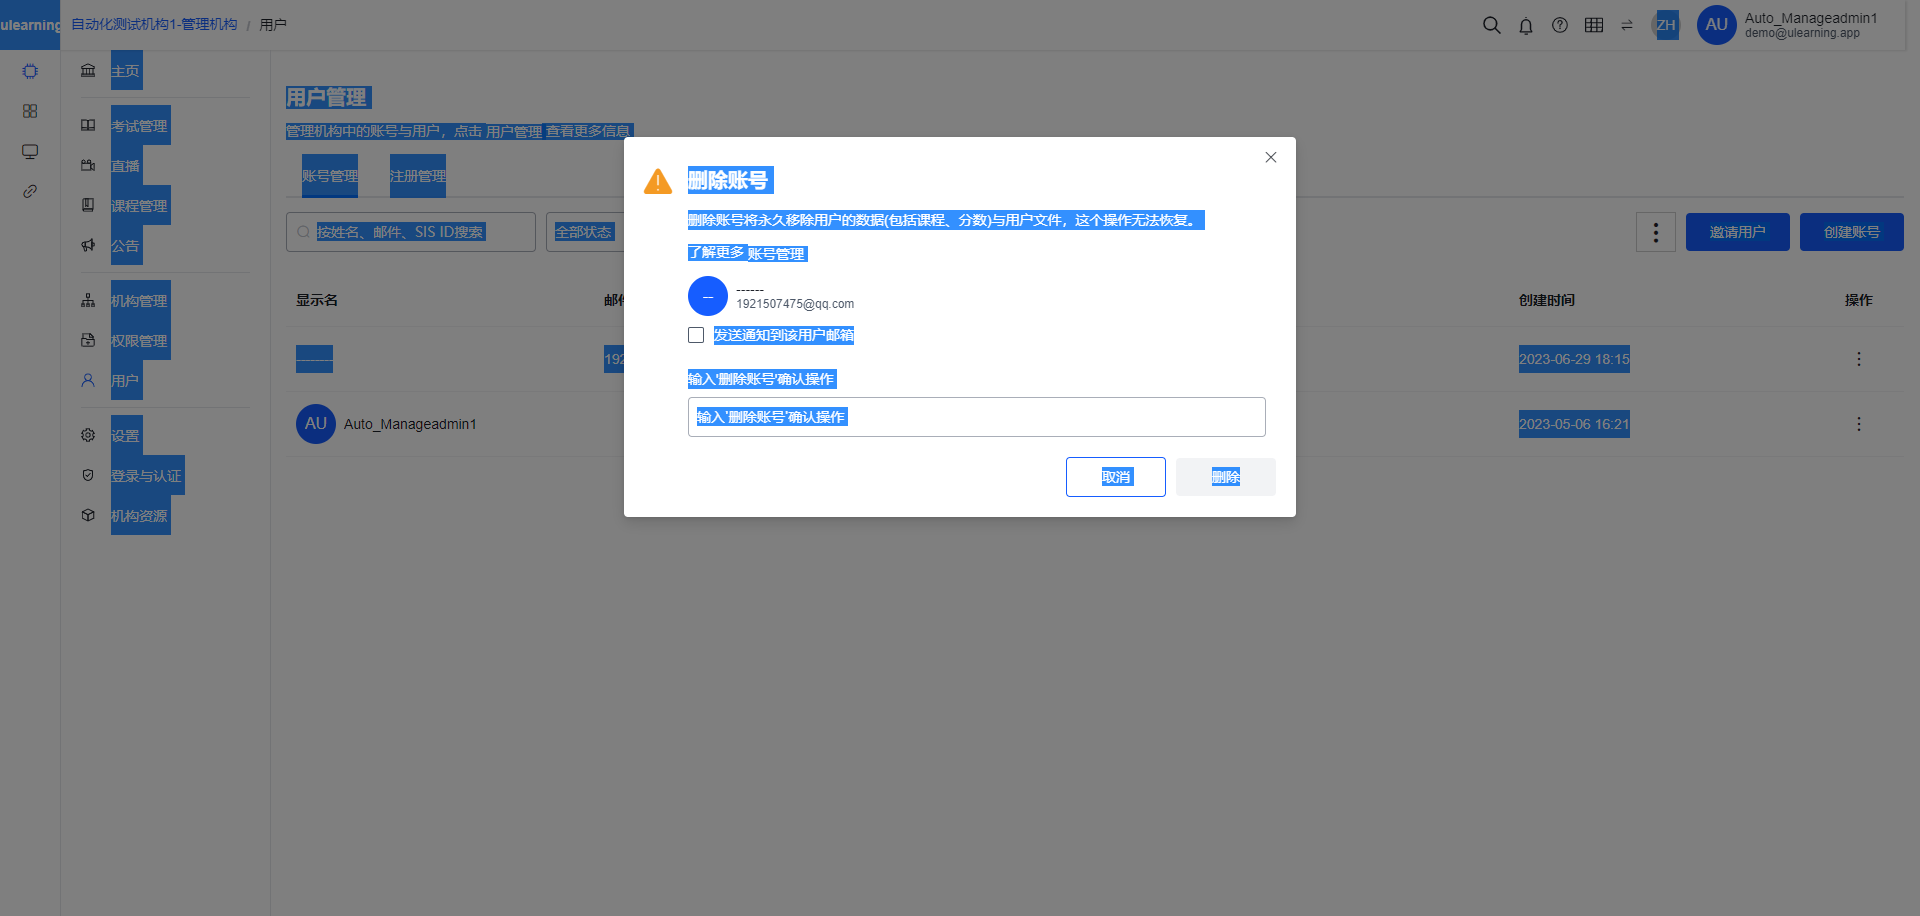 ulearning
自动化测试机构1-管理机构 / 用户
ZH
AU
Auto_Manageadmin1
demo@ulearning.app
主页
考试管理
直播
课程管理
公告
机构管理
权限管理
用户
设置
登录与认证
机构资源
用户管理
管理机构中的账号与用户，点击 用户管理 查看更多信息
账号管理 注册管理
按姓名、邮件、SIS ID搜索
全部状态
邀请用户
创建账号
显示名
创建时间
操作
------
192
2023-06-29 18:15
AU
Auto_Manageadmin1
2023-05-06 16:21
删除账号
删除账号将永久移除用户的数据(包括课程、分数)与用户文件，这个操作无法恢复。
了解更多 账号管理
--
------
1921507475@qq.com
发送通知到该用户邮箱
输入'删除账号'确认操作
输入'删除账号'确认操作
取消
删除